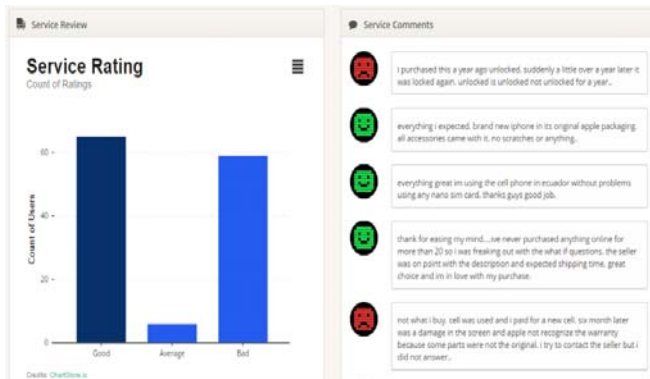 Service Review
Service Rating
Count of Ratings
60
40
20
0
Count of Users
Good
Average
Bad
Credits: ChartStore.io
Service Comments
i purchased this a year ago unlocked. suddenly a little over a year later it
was locked again. unlocked is unlocked not unlocked for a year..
everything i expected. brand new iphone in its original apple packaging.
all accessories came with it. no scratches or anything..
everything great im using the cell phone in ecuador without problems
using any nano sim card. thanks guys good job.
thank for easing my mind....ive never purchased anything online for
more than 20 so i was freaking out with the what if questions. the seller
was on point with the description and expected shipping time. great
choice and im in love with my purchase.
not what i buy. cell was used and i paid for a new cell. six month later
was a damage in the screen and apple not recognize the warranty
because some parts were not the original. i try to contact the seller but i
did not answer..